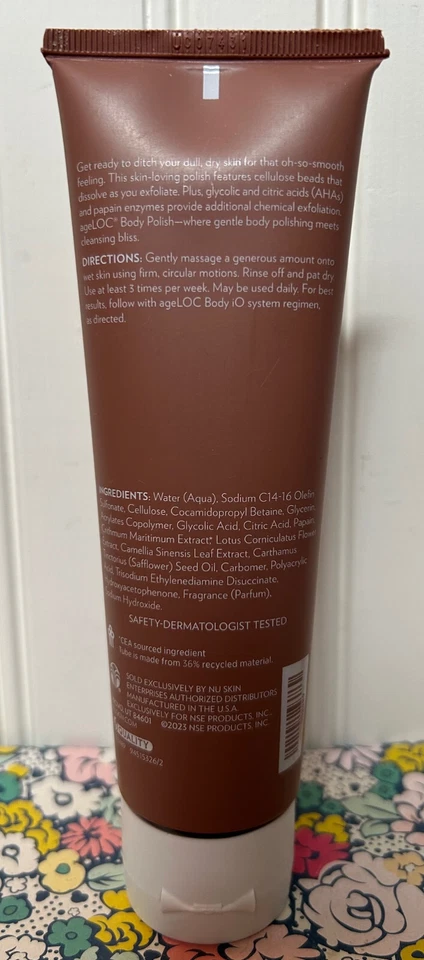 Get ready to ditch your dull, dry skin for that oh-so-smooth
feeling. This skin-loving polish features cellulose beads that
dissolve as you exfoliate. Plus, glycolic and citric acids (AHAs)
and papain enzymes provide additional chemical exfoliation.
ageLOC® Body Polish—where gentle body polishing meets
cleansing bliss.
DIRECTIONS: Gently massage a generous amount onto
wet skin using firm, circular motions. Rinse off and pat dry.
Use at least 3 times per week. May be used daily. For best
results, follow with ageLOC Body iO system regimen,
as directed.
INGREDIENTS: Water (Aqua), Sodium C14-16 Olefin
Sulfonate, Cellulose, Cocamidopropyl Betaine, Glycerin,
Acrylates Copolymer, Glycolic Acid, Citric Acid, Papain,
Crithmum Maritimum Extract,* Lotus Corniculatus Flower
Extract, Camellia Sinensis Leaf Extract, Carthamus
Tinctorius (Safflower) Seed Oil, Carbomer, Polyacrylic
Acid, Trisodium Ethylenediamine Disuccinate,
Hydroxyacetophenone, Fragrance (Parfum),
Sodium Hydroxide.
SAFETY-DERMATOLOGIST TESTED
*CEA sourced ingredient
Tube is made from 36% recycled material.
SOLD EXCLUSIVELY BY NU SKIN
ENTERPRISES AUTHORIZED DISTRIBUTORS
MANUFACTURED IN THE U.S.A.
EXCLUSIVELY FOR NSE PRODUCTS, INC.
UT 84601 ©2023 NSE PRODUCTS, INC.
QUALITY